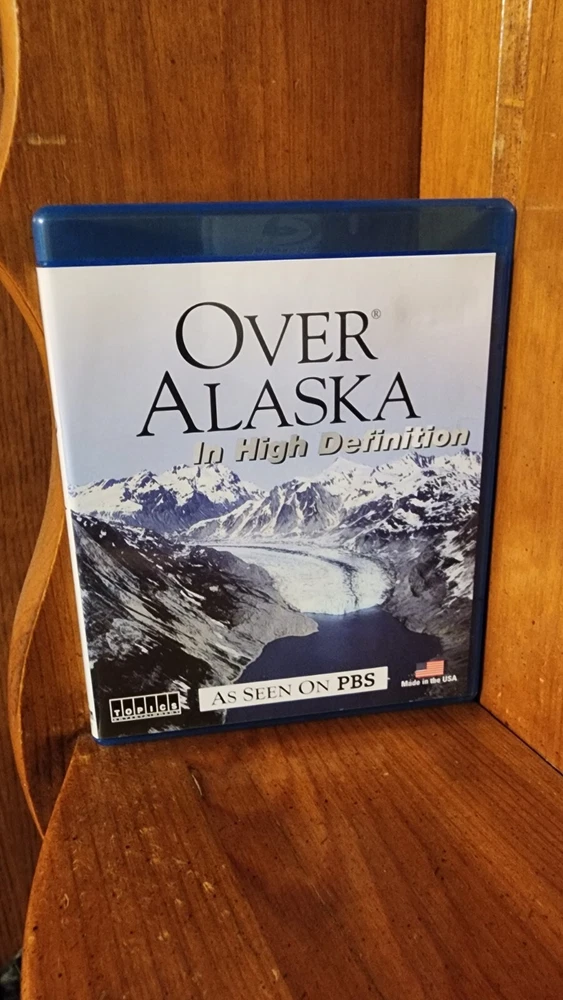 OVER®
ALASKA
In High Definition
AS SEEN ON PBS
Made in the USA
TOPICS